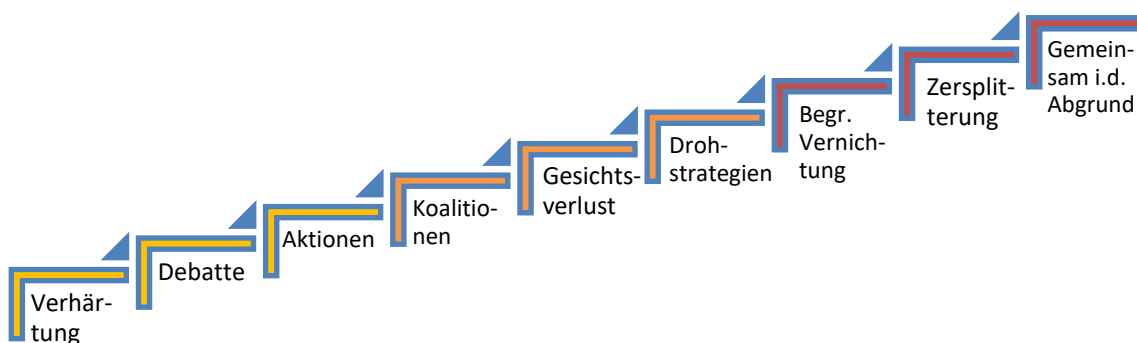 Verhär-
tung
Debatte
Aktionen
Koalitio-
nen
Gesichts-
verlust
Droh-
strategien
Begr.
Vernich-
tung
Zersplit-
terung
Gemein-
sam i.d.
Abgrund